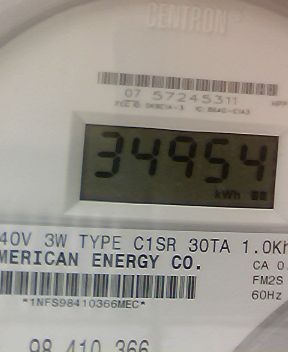 CENTRON
07 57245311
34954
kWh
40V 3W TYPE C1SR 30TA 1.0Kh
MERICAN ENERGY CO.
CA 0
FM2S
60Hz
*1NFS98410366MEC*
98 410 366